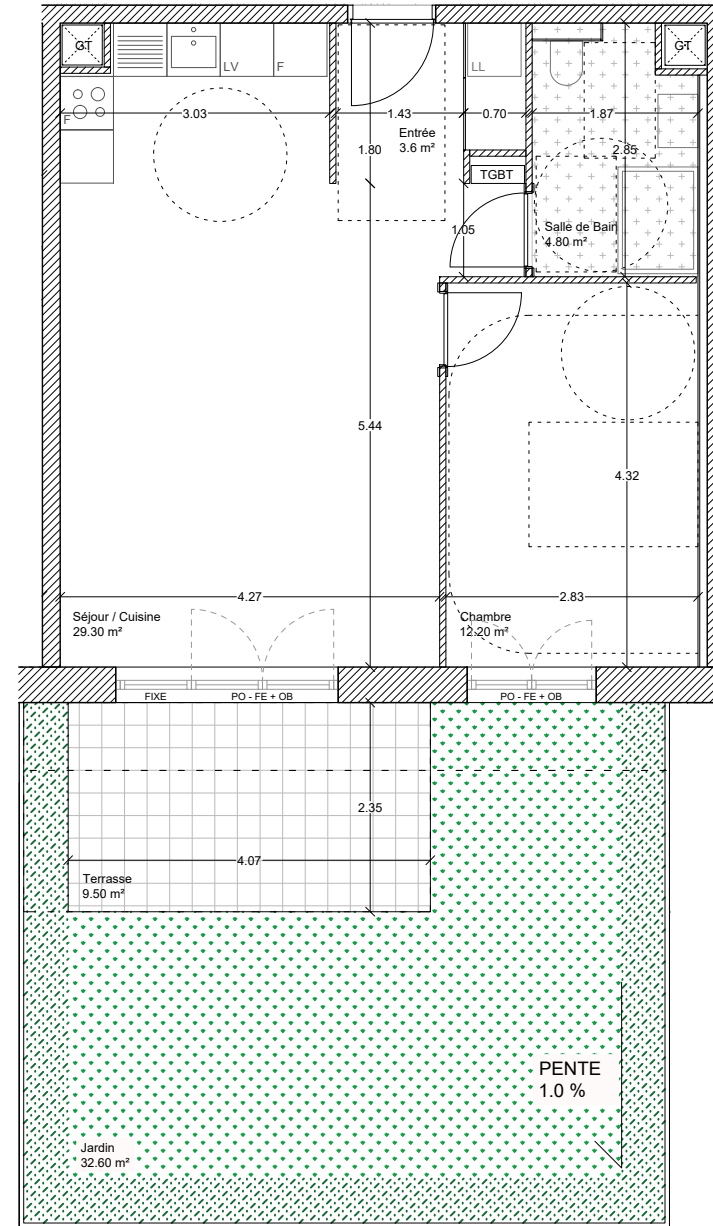 GT
LV
F
LL
GT
F
3.03
1.43
0.70
1.87
Entrée
3.6 m²
1.80
2.85
TGBT
1.05
Salle de Bain
4.80 m²
5.44
4.32
4.27
2.83
Séjour / Cuisine
29.30 m²
Chambre
12.20 m²
FIXE
PO - FE + OB
PO - FE + OB
2.35
4.07
Terrasse
9.50 m²
PENTE
1.0 %
Jardin
32.60 m²